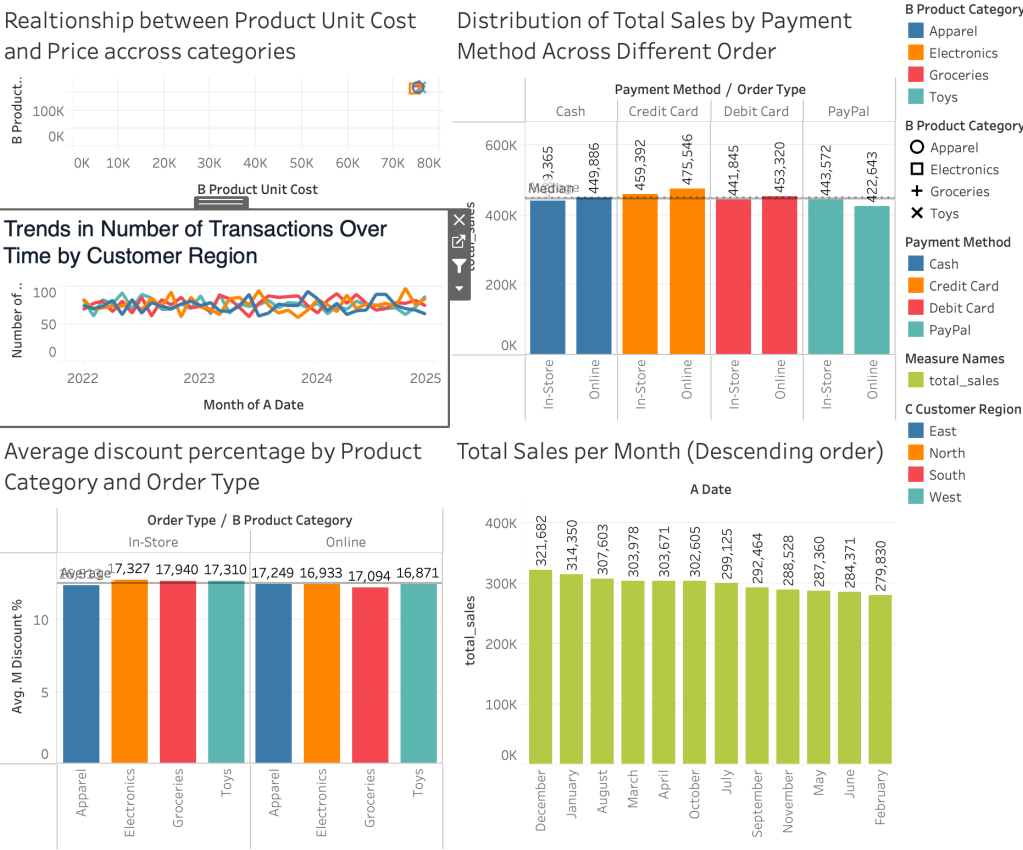 Realtionship between Product Unit Cost
and Price accross categories
B Product..
100K
0K
0K 10K 20K 30K 40K 50K 60K 70K 80K
B Product Unit Cost
Trends in Number of Transactions Over
Time by Customer Region
Number of ..
100
50
0
2022 2023 2024 2025
Month of A Date
Distribution of Total Sales by Payment
Method Across Different Order
Payment Method / Order Type
Cash Credit Card Debit Card PayPal
total_sales
600K
400K
200K
0K
Median
9,365 449,886 459,392 475,546 441,845 453,320 443,572 422,643
In-Store Online In-Store Online In-Store Online In-Store Online
Average discount percentage by Product
Category and Order Type
Order Type / B Product Category
In-Store Online
Avg. M Discount %
10
5
0
Average
17,327 17,940 17,310 17,249 16,933 17,094 16,871
Apparel Electronics Groceries Toys Apparel Electronics Groceries Toys
Total Sales per Month (Descending order)
A Date
total_sales
400K
300K
200K
100K
0K
321,682 314,350 307,603 303,978 303,671 302,605 299,125 292,464 288,528 287,360 284,371 279,830
December January August March April October July September November May June February
B Product Category
Apparel
Electronics
Groceries
Toys
B Product Category
Apparel
Electronics
Groceries
Toys
Payment Method
Cash
Credit Card
Debit Card
PayPal
Measure Names
total_sales
C Customer Region
East
North
South
West